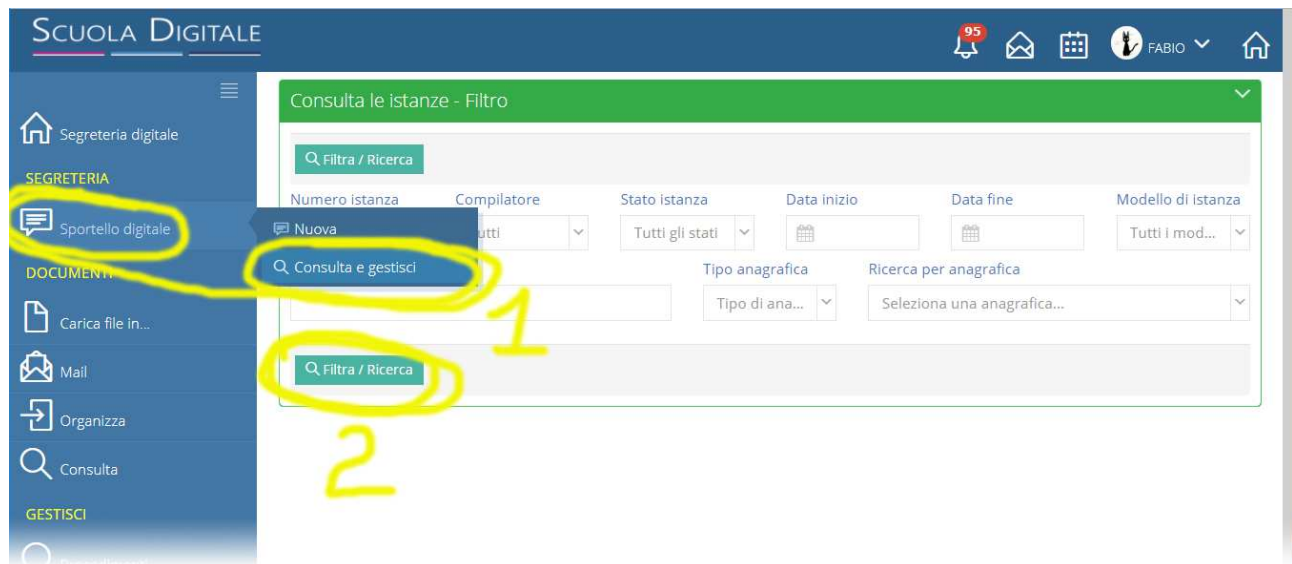 SCUOLA DIGITALE
95
FABIO
Segreteria digitale
SEGRETERIA
Sportello digitale
DOCUMENTI
Carica file in...
Mail
Organizza
Consulta
GESTISCI
Nuova
Consulta e gestisci
1
Consulta le istanze - Filtro
Filtra / Ricerca
Numero istanza Compilatore Stato istanza Data inizio Data fine Modello di istanza
utti Tutti gli stati Tutti i mod...
Tipo anagrafica Ricerca per anagrafica
Tipo di ana... Seleziona una anagrafica...
Filtra / Ricerca
2